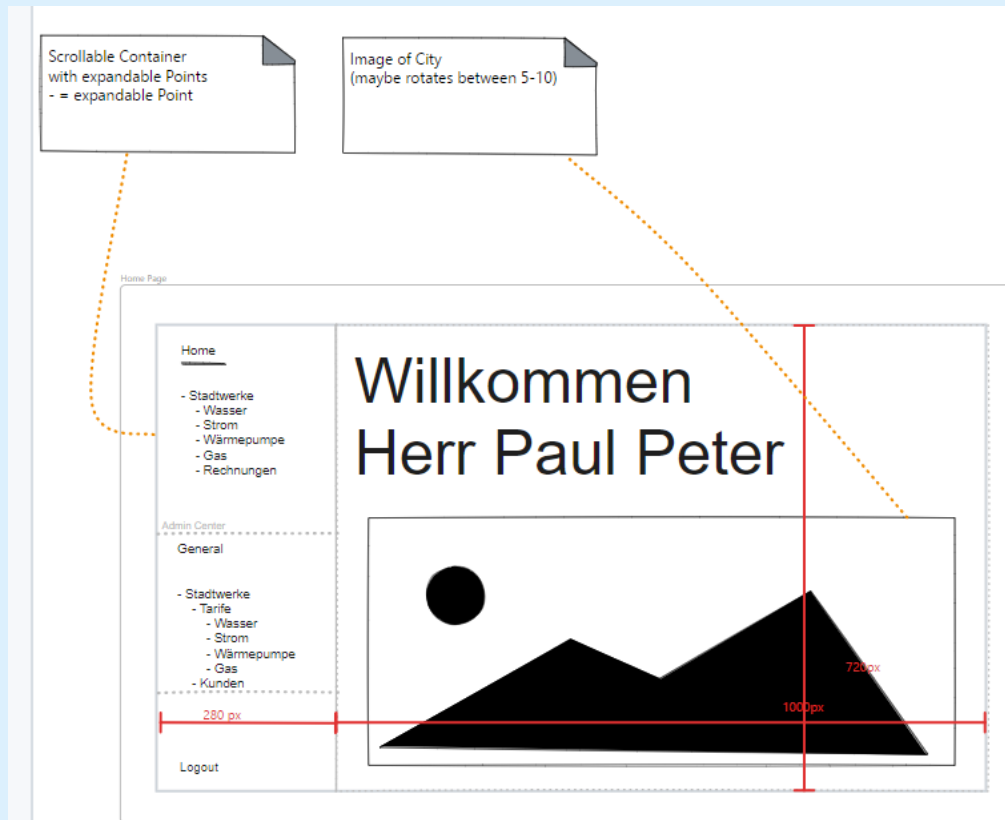 Scrollable Container
with expandable Points
- = expandable Point
Image of City
(maybe rotates between 5-10)
Home Page
Home
- Stadtwerke
- Wasser
- Strom
- Wärmepumpe
- Gas
- Rechnungen
Admin Center
General
- Stadtwerke
- Tarife
- Wasser
- Strom
- Wärmepumpe
- Gas
- Kunden
280 px
Logout
Willkommen
Herr Paul Peter
720px
1000px